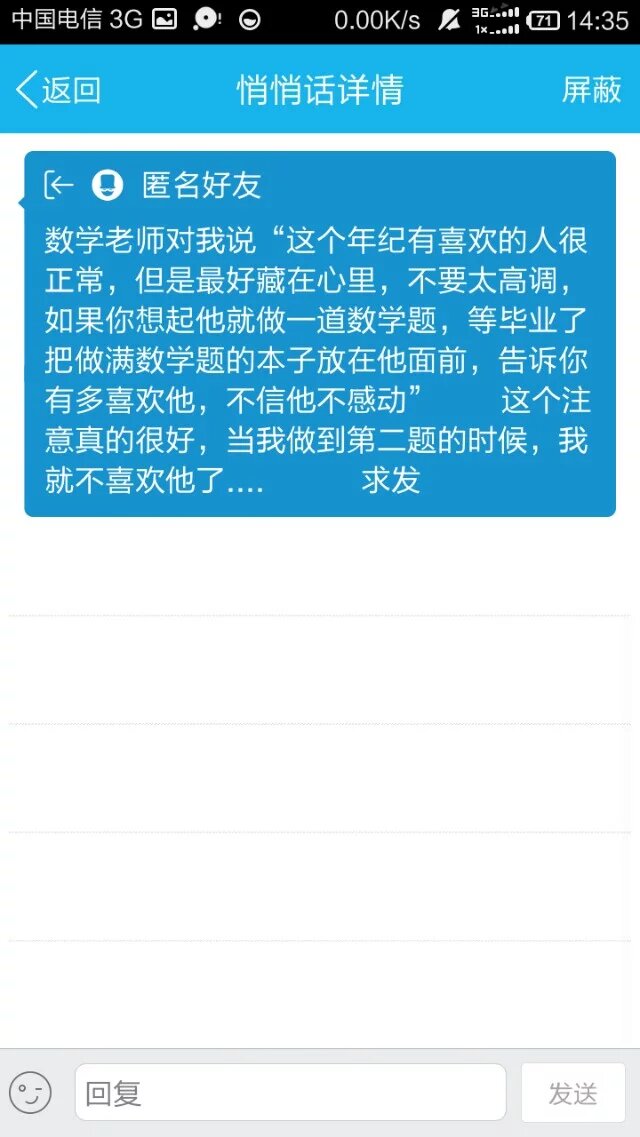 中国电信 3G 0.00K/s 3G 1x 71 14:35
返回 悄悄话详情 屏蔽
匿名好友
数学老师对我说“这个年纪有喜欢的人很
正常，但是最好藏在心里，不要太高调，
如果你想起他就做一道数学题，等毕业了
把做满数学题的本子放在他面前，告诉你
有多喜欢他，不信他不感动” 这个注
意真的很好，当我做到第二题的时候，我
就不喜欢他了.... 求发
回复 发送